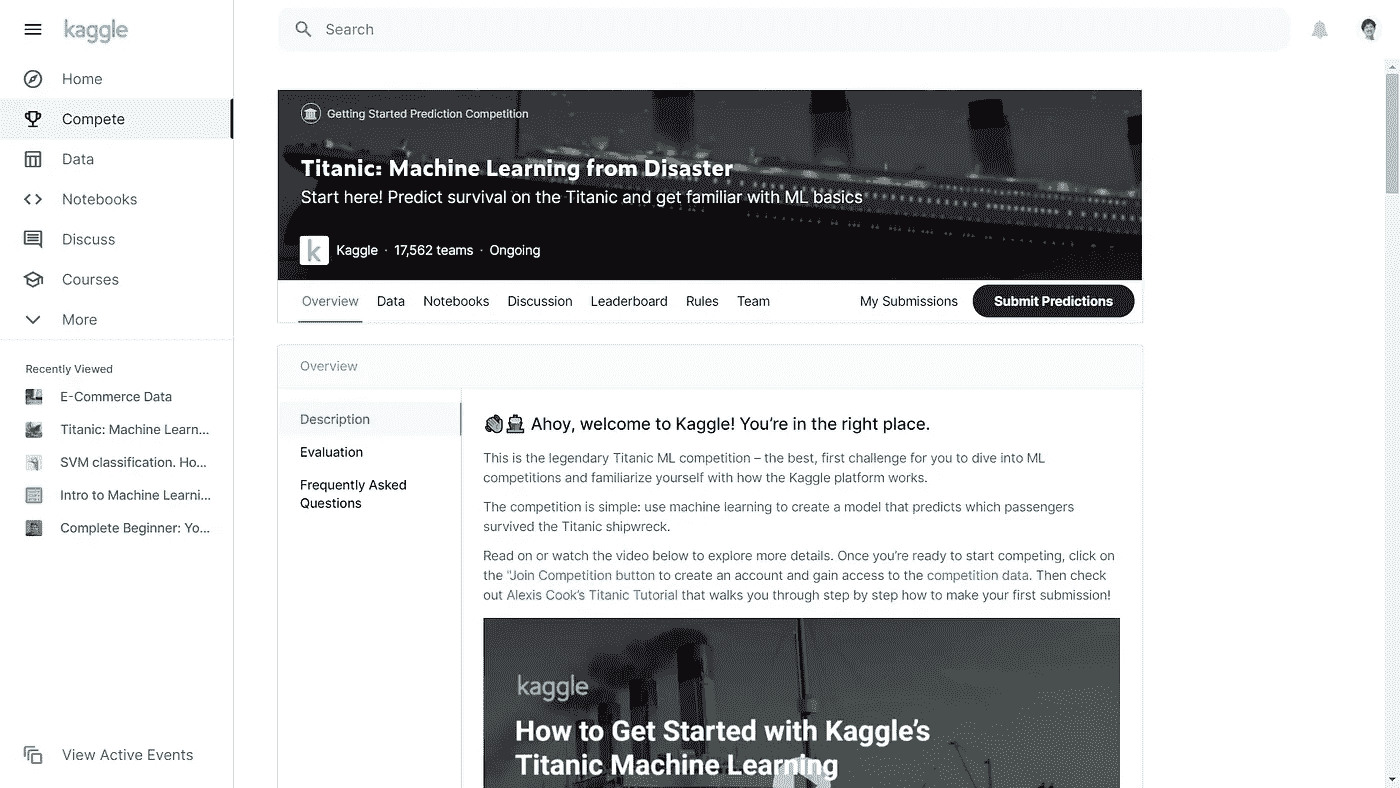 kaggle
Search
Home
Compete
Data
Notebooks
Discuss
Courses
More
Recently Viewed
E-Commerce Data
Titanic: Machine Learn...
SVM classification. Ho...
Intro to Machine Learni...
Complete Beginner: Yo...
View Active Events
Getting Started Prediction Competition
Titanic: Machine Learning from Disaster
Start here! Predict survival on the Titanic and get familiar with ML basics
k Kaggle · 17,562 teams · Ongoing
Overview Data Notebooks Discussion Leaderboard Rules Team My Submissions Submit Predictions
Overview
Description
Evaluation
Frequently Asked
Questions
Ahoy, welcome to Kaggle! You're in the right place.
This is the legendary Titanic ML competition – the best, first challenge for you to dive into ML
competitions and familiarize yourself with how the Kaggle platform works.
The competition is simple: use machine learning to create a model that predicts which passengers
survived the Titanic shipwreck.
Read on or watch the video below to explore more details. Once you're ready to start competing, click on
the "Join Competition button to create an account and gain access to the competition data. Then check
out Alexis Cook's Titanic Tutorial that walks you through step by step how to make your first submission!
kaggle
How to Get Started with Kaggle's
Titanic Machine Learning